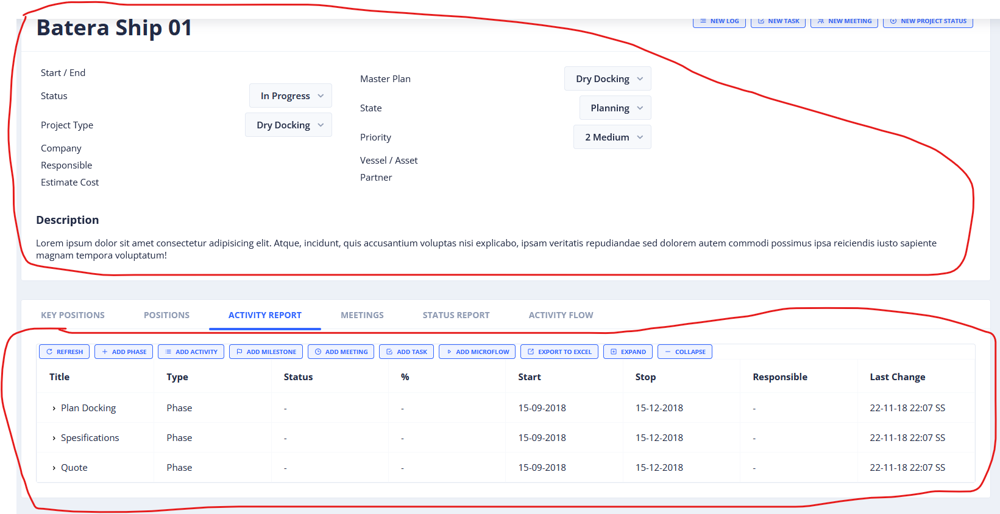 Batera Ship 01
NEW LOG NEW TASK NEW MEETING NEW PROJECT STATUS
Start / End
Status In Progress
Project Type Dry Docking
Company
Responsible
Estimate Cost
Master Plan Dry Docking
State Planning
Priority 2 Medium
Vessel / Asset
Partner
Description
Lorem ipsum dolor sit amet consectetur adipisicing elit. Atque, incidunt, quis accusantium voluptas nisi explicabo, ipsam veritatis repudiandae sed dolorem autem commodi possimus ipsa reiciendis iusto sapiente
magnam tempora voluptatum!
KEY POSITIONS POSITIONS ACTIVITY REPORT MEETINGS STATUS REPORT ACTIVITY FLOW
REFRESH ADD PHASE ADD ACTIVITY ADD MILESTONE ADD MEETING ADD TASK ADD MICROFLOW EXPORT TO EXCEL EXPAND COLLAPSE
Title Type Status % Start Stop Responsible Last Change
Plan Docking Phase - - 15-09-2018 15-12-2018 - 22-11-18 22:07 SS
Spesifications Phase - - 15-09-2018 15-12-2018 - 22-11-18 22:07 SS
Quote Phase - - 15-09-2018 15-12-2018 - 22-11-18 22:07 SS